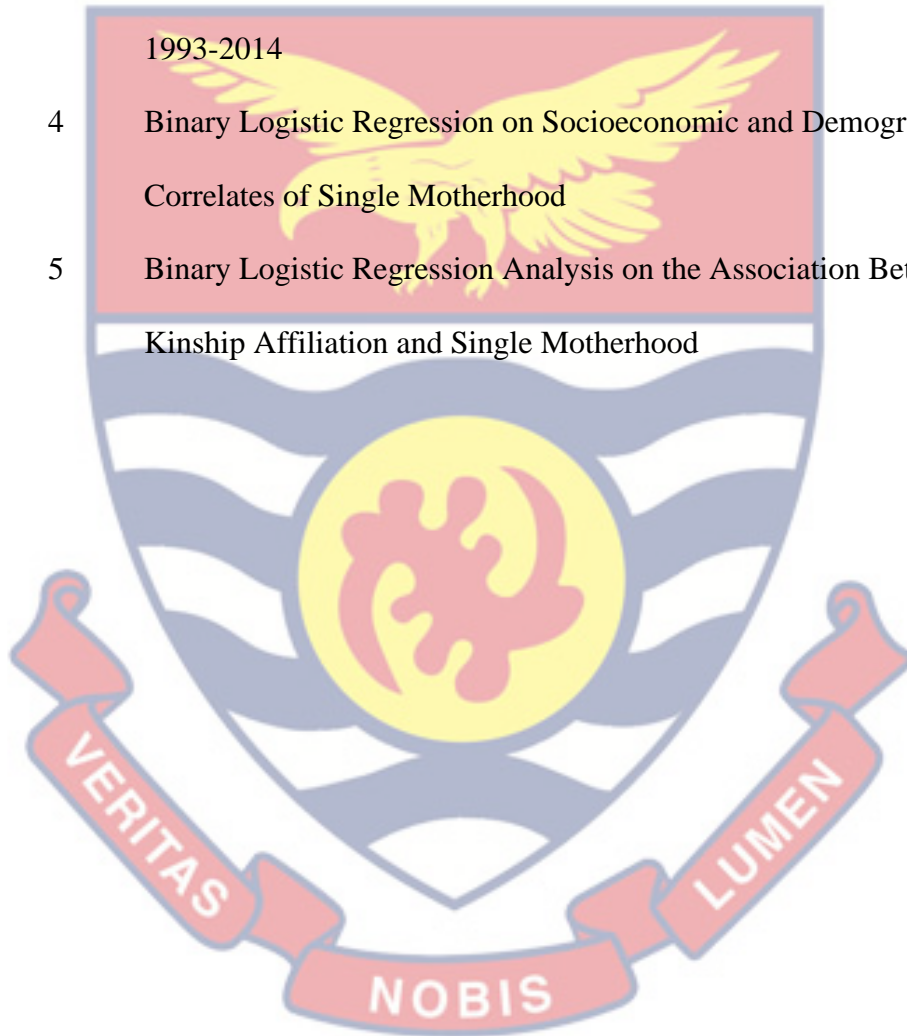 1993-2014
4 Binary Logistic Regression on Socioeconomic and Demogr
Correlates of Single Motherhood
5 Binary Logistic Regression Analysis on the Association Bet
Kinship Affiliation and Single Motherhood
VERITAS
NOBIS
LUMEN